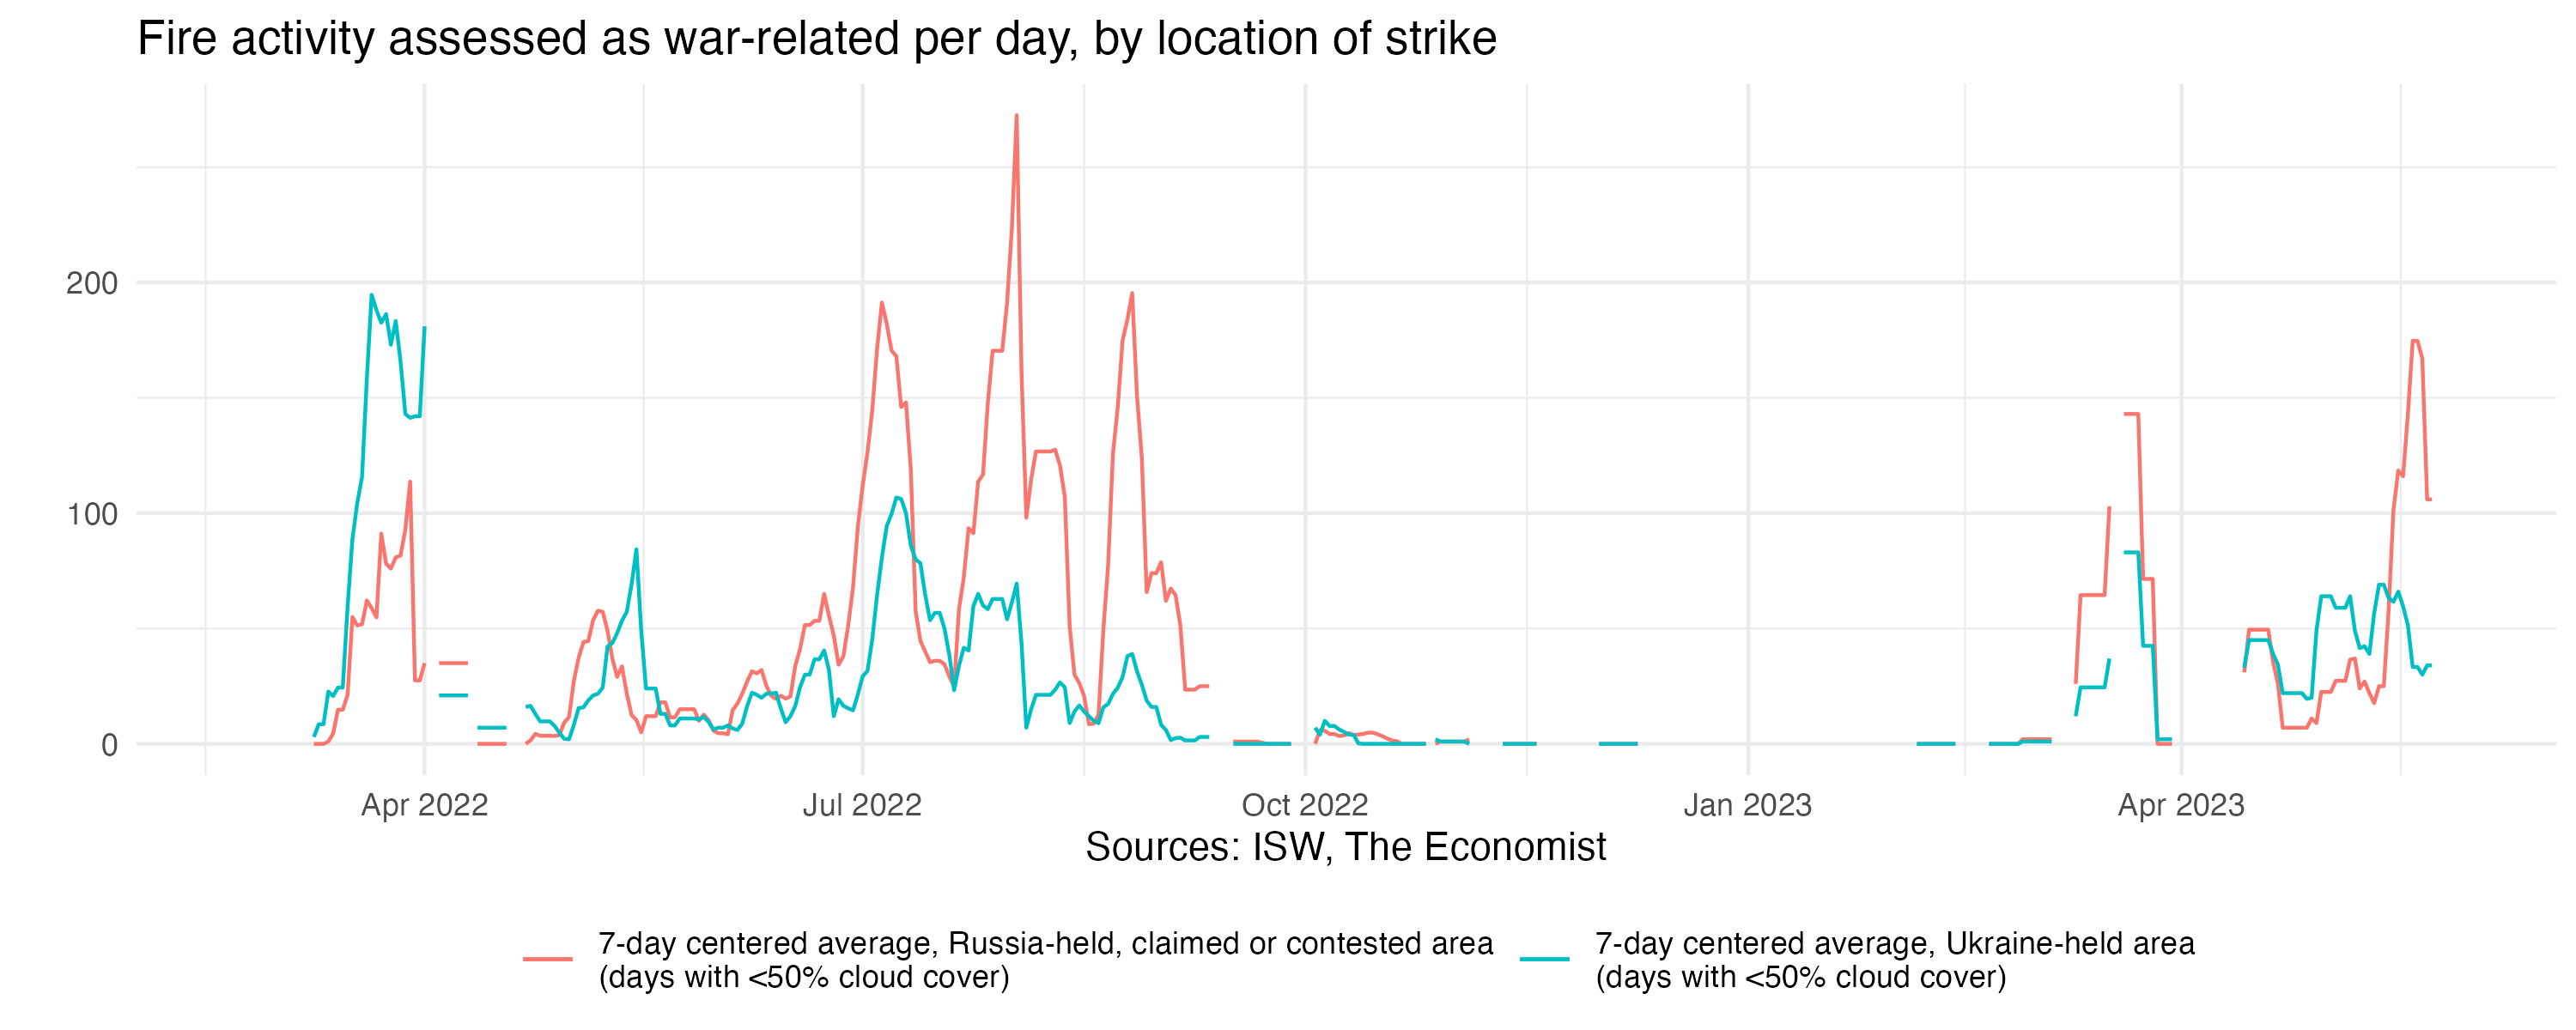 Fire activity assessed as war-related per day, by location of strike
200
100
0
Apr 2022
Jul 2022
Oct 2022
Jan 2023
Apr 2023
Sources: ISW, The Economist
7-day centered average, Russia-held, claimed or contested area
(days with <50% cloud cover)
7-day centered average, Ukraine-held area
(days with <50% cloud cover)